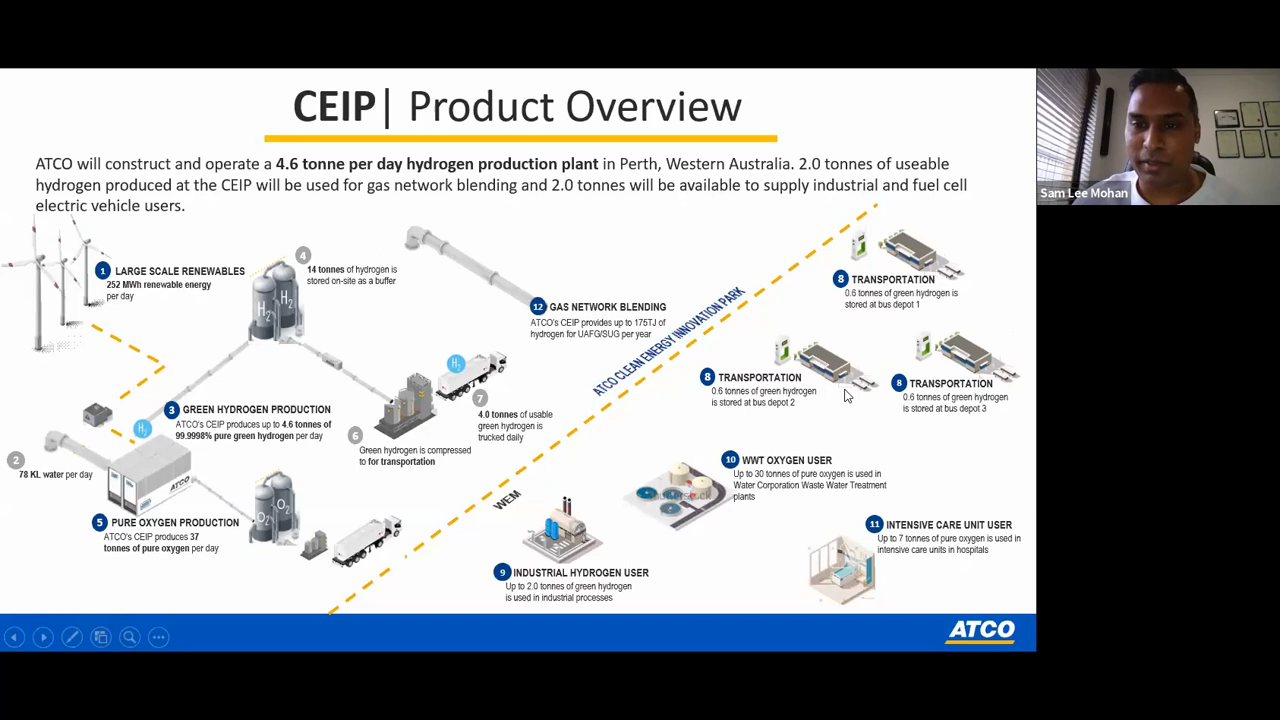 CEIP| Product Overview
ATCO will construct and operate a 4.6 tonne per day hydrogen production plant in Perth, Western Australia. 2.0 tonnes of useable
hydrogen produced at the CEIP will be used for gas network blending and 2.0 tonnes will be available to supply industrial and fuel cell
electric vehicle users.
Sam Lee Mohan
1 LARGE SCALE RENEWABLES
252 MWh renewable energy
per day
4
14 tonnes of hydrogen is
stored on-site as a buffer
H2 H2
12 GAS NETWORK BLENDING
ATCO's CEIP provides up to 175TJ of
hydrogen for UAFG/SUG per year
ATCO CLEAN ENERGY INNOVATION PARK
8 TRANSPORTATION
0.6 tonnes of green hydrogen is
stored at bus depot 1
8 TRANSPORTATION
0.6 tonnes of green hydrogen
is stored at bus depot 2
8 TRANSPORTATION
0.6 tonnes of green hydrogen
is stored at bus depot 3
3 GREEN HYDROGEN PRODUCTION
ATCO's CEIP produces up to 4.6 tonnes of
99.9998% pure green hydrogen per day
H2
H2
7
4.0 tonnes of usable
green hydrogen is
trucked daily
6
Green hydrogen is compressed
to for transportation
2
78 KL water per day
ATCO
5 PURE OXYGEN PRODUCTION
ATCO's CEIP produces 37
tonnes of pure oxygen per day
O2 O2
WEM
10 WWT OXYGEN USER
Up to 30 tonnes of pure oxygen is used in
Water Corporation Waste Water Treatment
plants
11 INTENSIVE CARE UNIT USER
Up to 7 tonnes of pure oxygen is used in
intensive care units in hospitals
9 INDUSTRIAL HYDROGEN USER
Up to 2.0 tonnes of green hydrogen
is used in industrial processes
ATCO